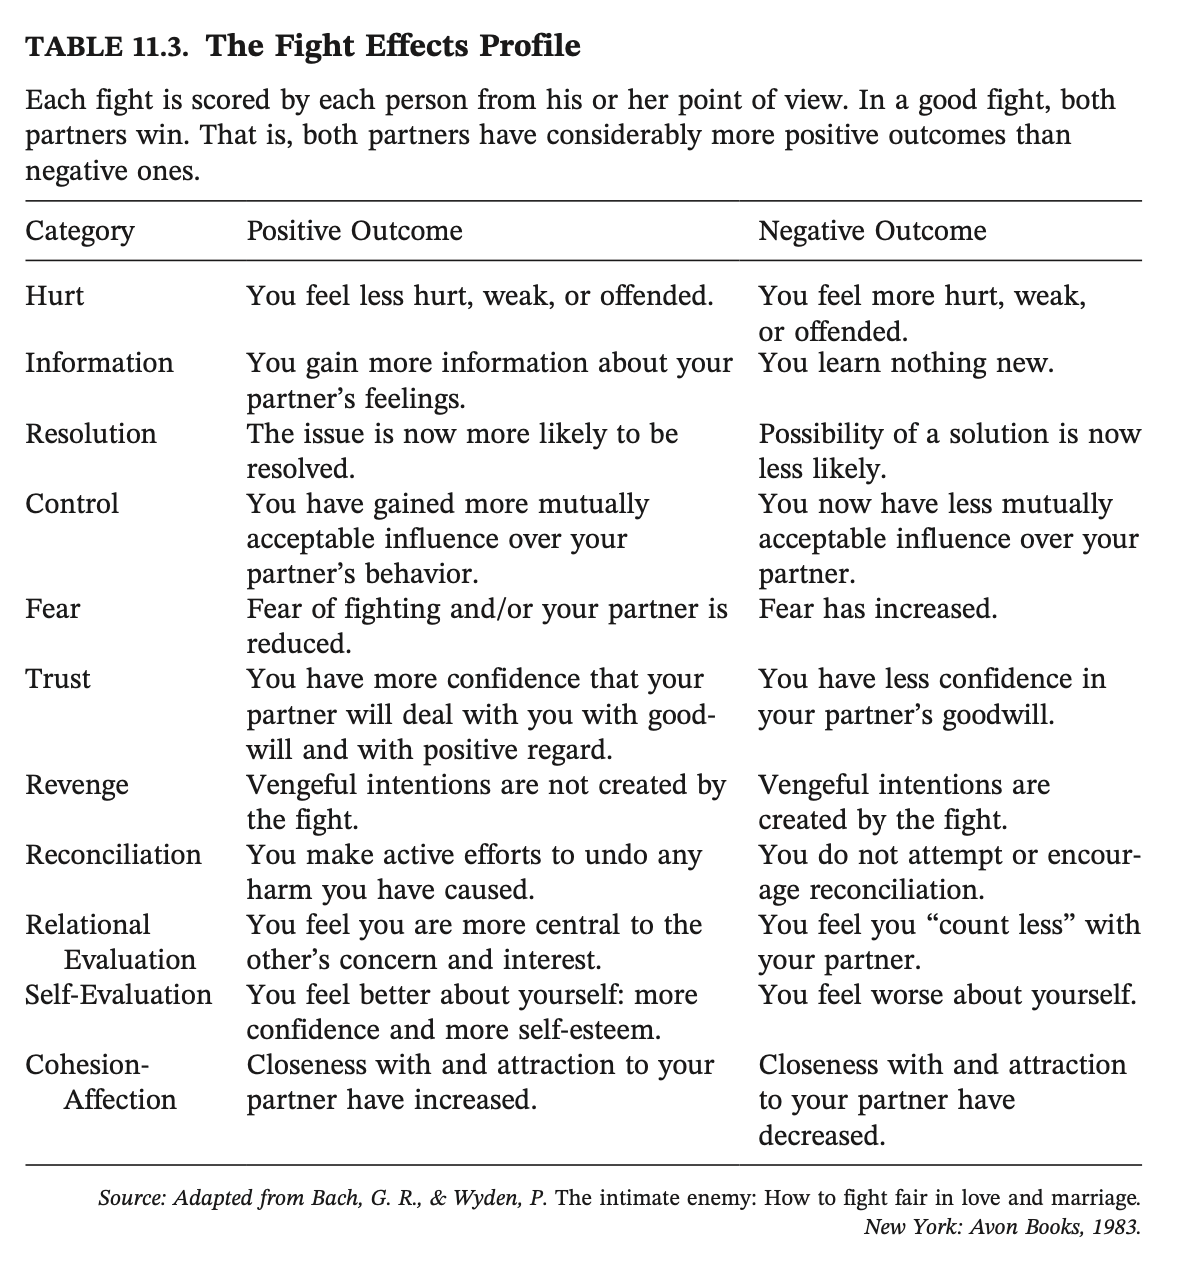 TABLE 11.3. The Fight Effects Profile
Each fight is scored by each person from his or her point of view. In a good fight, both
partners win. That is, both partners have considerably more positive outcomes than
negative ones.
Category Positive Outcome Negative Outcome
Hurt You feel less hurt, weak, or offended. You feel more hurt, weak,
or offended.
Information You gain more information about your You learn nothing new.
partner’s feelings.
Resolution The issue is now more likely to be Possibility of a solution is now
resolved. less likely.
Control You have gained more mutually You now have less mutually
acceptable influence over your acceptable influence over your
partner’s behavior. partner.
Fear Fear of fighting and/or your partner is Fear has increased.
reduced.
Trust You have more confidence that your You have less confidence in
partner will deal with you with good- your partner’s goodwill.
will and with positive regard.
Revenge Vengeful intentions are not created by Vengeful intentions are
the fight. created by the fight.
Reconciliation You make active efforts to undo any You do not attempt or encour-
harm you have caused. age reconciliation.
Relational You feel you are more central to the You feel you “count less” with
Evaluation other’s concern and interest. your partner.
Self-Evaluation You feel better about yourself: more You feel worse about yourself.
confidence and more self-esteem.
Cohesion- Closeness with and attraction to your Closeness with and attraction
Affection partner have increased. to your partner have
decreased.
Source: Adapted from Bach, G. R., & Wyden, P. The intimate enemy: How to fight fair in love and marriage.
New York: Avon Books, 1983.